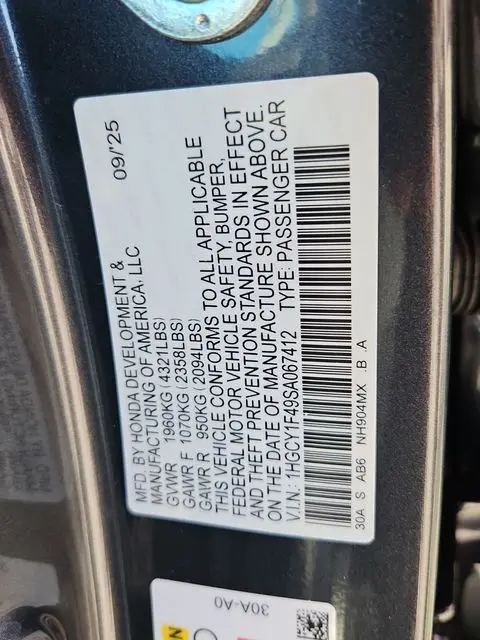 MFD. BY HONDA DEVELOPMENT & 09/25
MANUFACTURING OF AMERICA, LLC
GVWR 1960KG (4321LBS)
GAWR F 1070KG (2358LBS)
GAWR R 950KG (2094LBS)
THIS VEHICLE CONFORMS TO ALL APPLICABLE
FEDERAL MOTOR VEHICLE SAFETY, BUMPER,
AND THEFT PREVENTION STANDARDS IN EFFECT
ON THE DATE OF MANUFACTURE SHOWN ABOVE.
V.I.N.: 1HGCY1F49SA067412 TYPE: PASSENGER CAR
30A S AB6 NH904MX .B .A
30A-A0